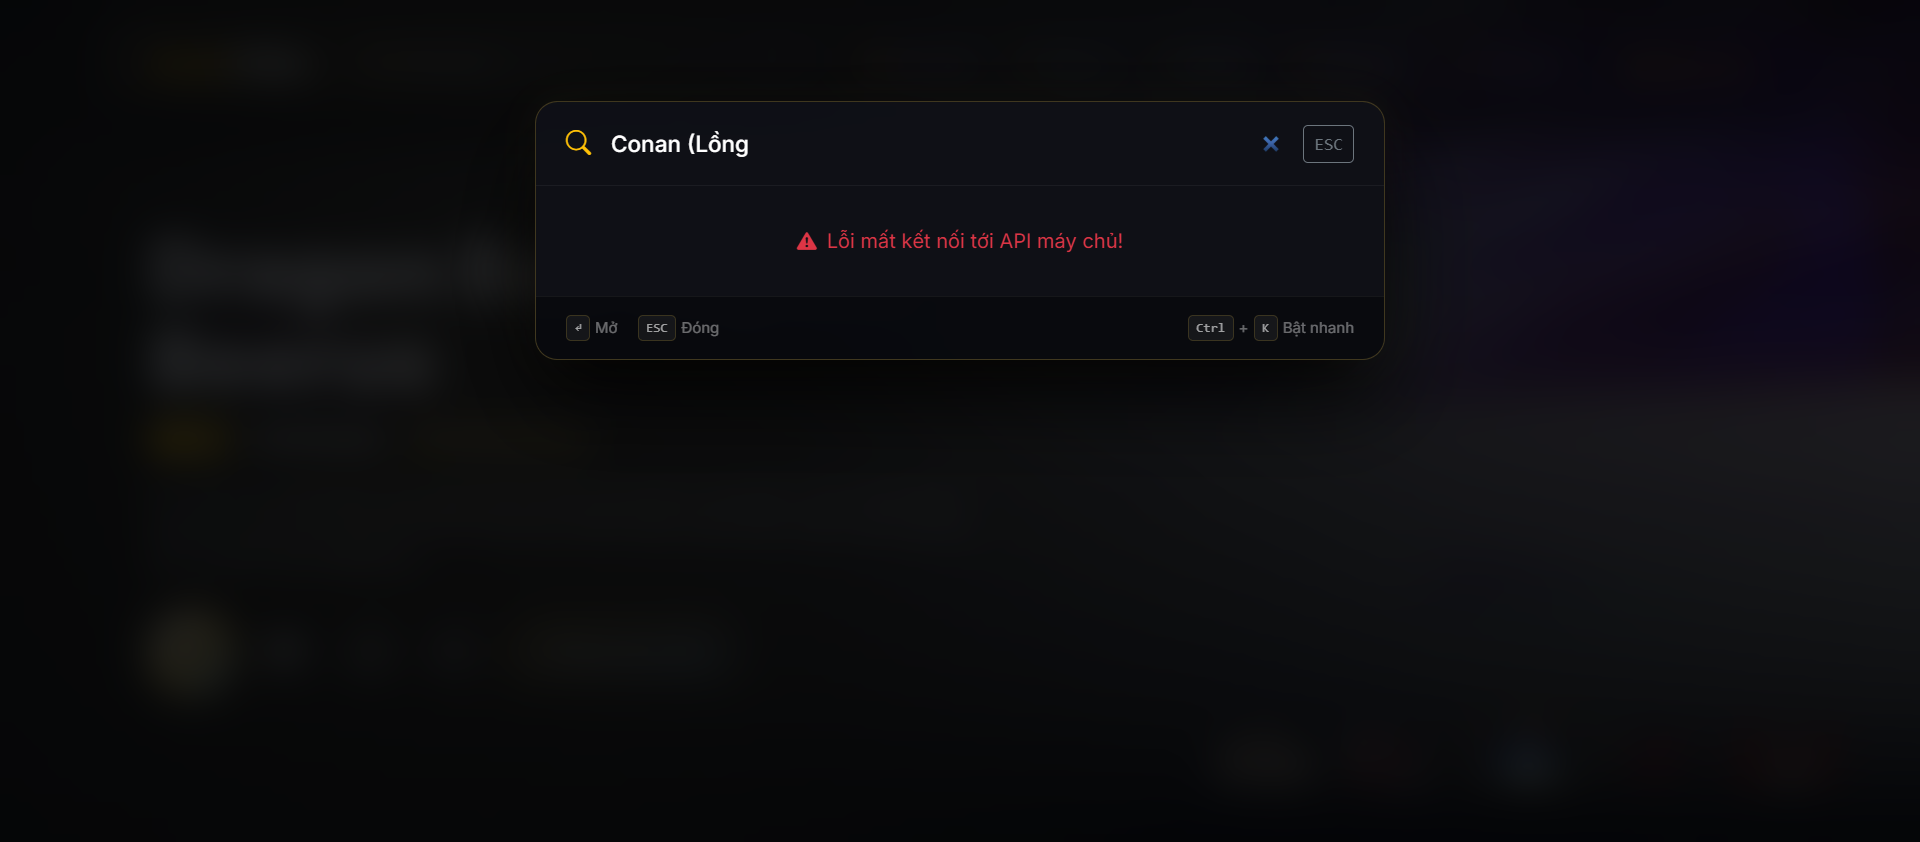 Conan (Lồng
ESC
Lỗi mất kết nối tới API máy chủ!
↵ Mở ESC Đóng
Ctrl + K Bật nhanh